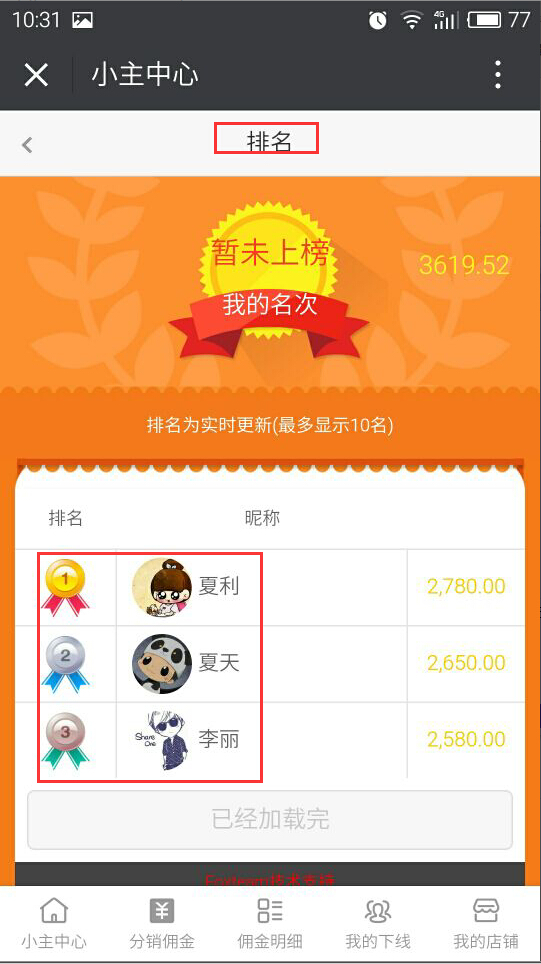 10:31 4G 77
小主中心
排名
暂未上榜
3619.52
我的名次
排名为实时更新(最多显示10名)
排名 昵称
1 夏利 2,780.00
2 夏天 2,650.00
3 Share One 李丽 2,580.00
已经加载完
Foxteam技术支持
小主中心 分销佣金 佣金明细 我的下线 我的店铺